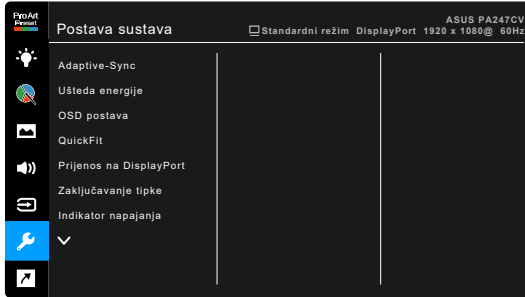 ProArt
Preset
Postava sustava
ASUS PA247CV
Standardni režim DisplayPort 1920 x 1080@ 60Hz
Adaptive-Sync
Ušteda energije
OSD postava
QuickFit
Prijenos na DisplayPort
Zaključavanje tipke
Indikator napajanja